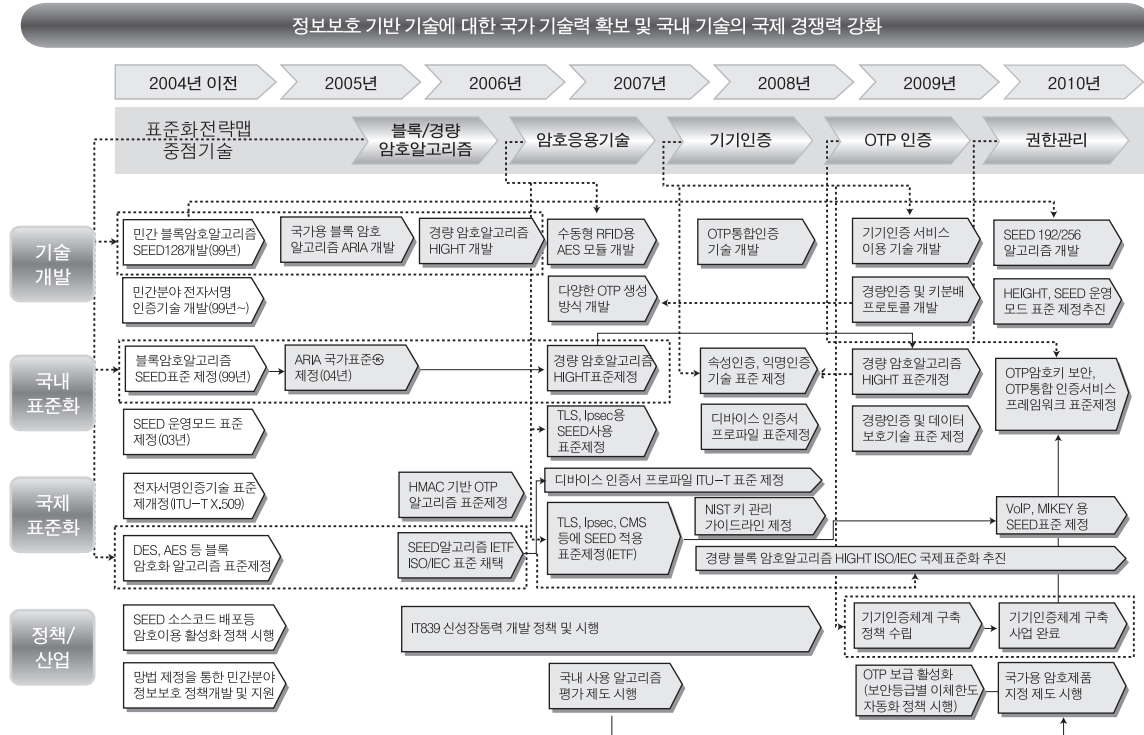 정보보호 기반 기술에 대한 국가 기술력 확보 및 국내 기술의 국제 경쟁력 강화
2004년 이전
2005년
2006년
2007년
2008년
2009년
2010년
표준화전략맵
중점기술
블록/경량
암호알고리즘
암호응용기술
기기인증
OTP 인증
권한관리
기술
개발
민간 블록암호알고리즘
SEED128개발(99년)
국가용 블록 암호
알고리즘 ARIA 개발
경량 암호알고리즘
HIGHT 개발
수동형 RFID용
AES 모듈 개발
OTP통합인증
기술 개발
기기인증 서비스
이용 기술 개발
SEED 192/256
알고리즘 개발
민간분야 전자서명
인증기술 개발(99년~)
다양한 OTP 생성
방식 개발
경량인증 및 키분배
프로토콜 개발
HEIGHT, SEED 운영
모드 표준 제정추진
국내
표준화
블록암호알고리즘
SEED표준 제정(99년)
ARIA 국가표준㉿
제정(04년)
경량 암호알고리즘
HIGHT표준제정
속성인증, 익명인증
기술 표준 제정
경량 암호알고리즘
HIGHT 표준개정
OTP암호키 보안,
OTP통합 인증서비스
프레임워크 표준제정
SEED 운영모드 표준
제정(03년)
TLS, Ipsec용
SEED사용
표준제정
디바이스 인증서
프로파일 표준제정
경량인증 및 데이터
보호기술 표준 제정
국제
표준화
전자서명인증기술 표준
제개정(ITU-T X.509)
HMAC 기반 OTP
알고리즘 표준제정
디바이스 인증서 프로파일 ITU-T 표준 제정
TLS, Ipsec, CMS
등에 SEED 적용
표준제정(IETF)
NIST 키 관리
가이드라인 제정
VoIP, MIKEY 용
SEED표준 제정
DES, AES 등 블록
암호화 알고리즘 표준제정
SEED알고리즘 IETF
ISO/IEC 표준 채택
경량 블록 암호알고리즘 HIGHT ISO/IEC 국제표준화 추진
정책/
산업
SEED 소스코드 배포등
암호이용 활성화 정책 시행
IT839 신성장동력 개발 정책 및 시행
기기인증체계 구축
정책 수립
기기인증체계 구축
사업 완료
망법 제정을 통한 민간분야
정보보호 정책개발 및 지원
국내 사용 알고리즘
평가 제도 시행
OTP 보급 활성화
(보안등급별 이체한도
자동화 정책 시행)
국가용 암호제품
지정 제도 시행